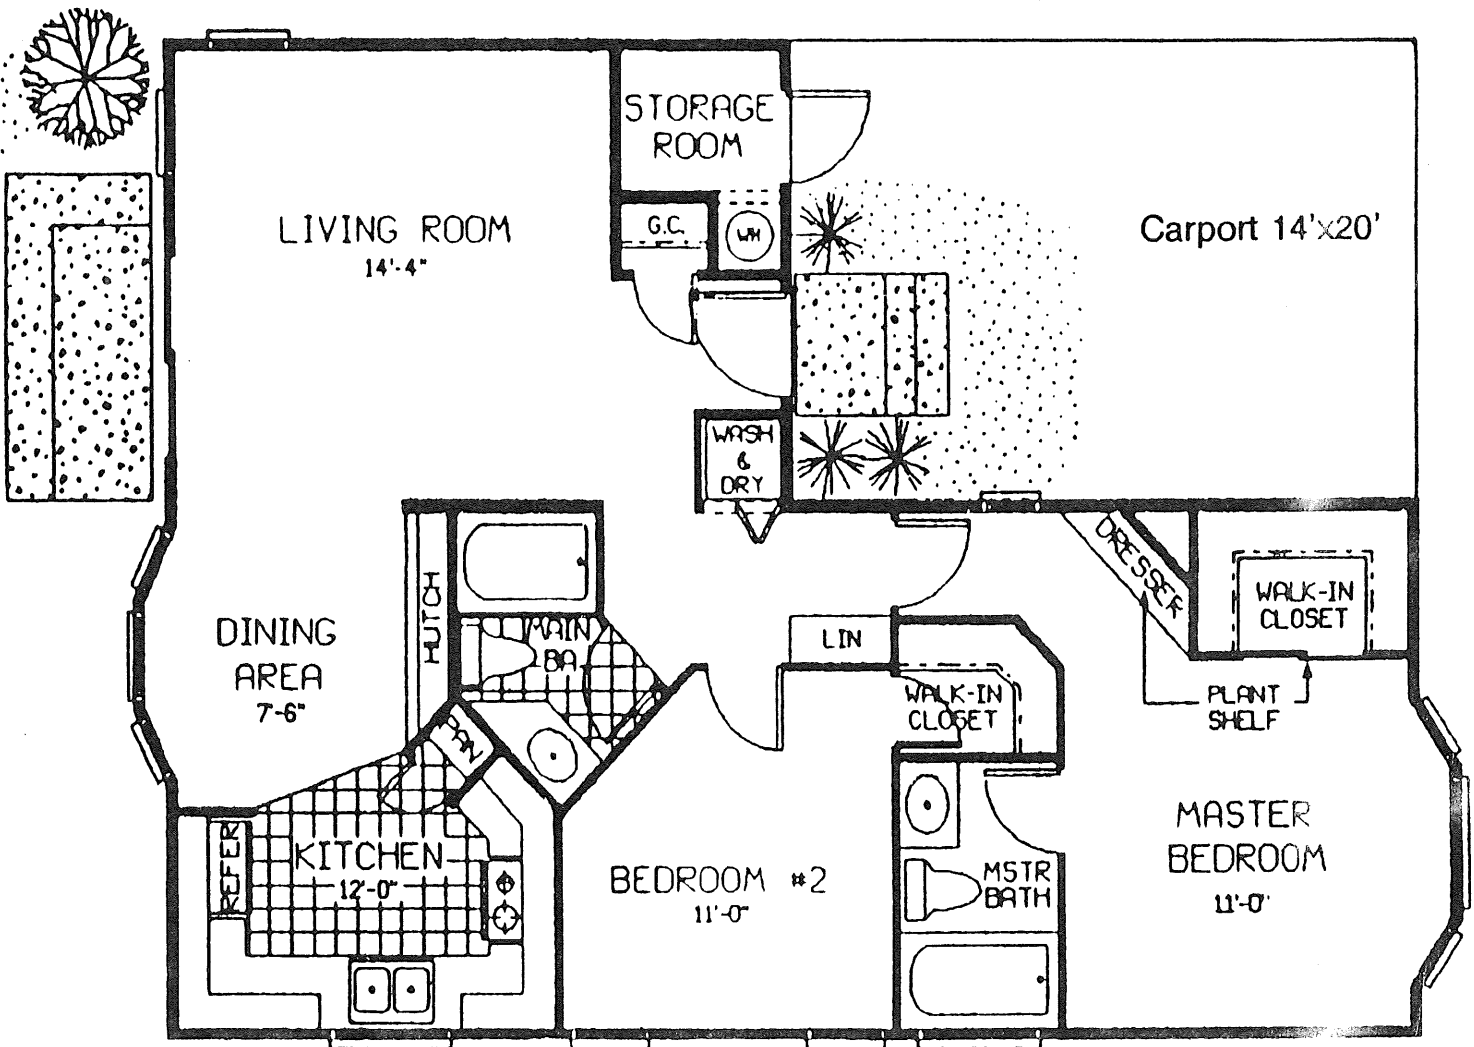 STORAGE
ROOM
LIVING ROOM
14'-4"
G.C.
WH
Carport 14'x20'
WASH
&
DRY
DRESSER
WALK-IN
CLOSET
HUTCH
MAIN
BA
LIN
DINING
AREA
7'-6"
WALK-IN
CLOSET
PLANT
SHELF
PAN
MASTER
BEDROOM
11'-0"
REFER
KITCHEN
12'-0"
BEDROOM #2
11'-0"
MSTR
BATH